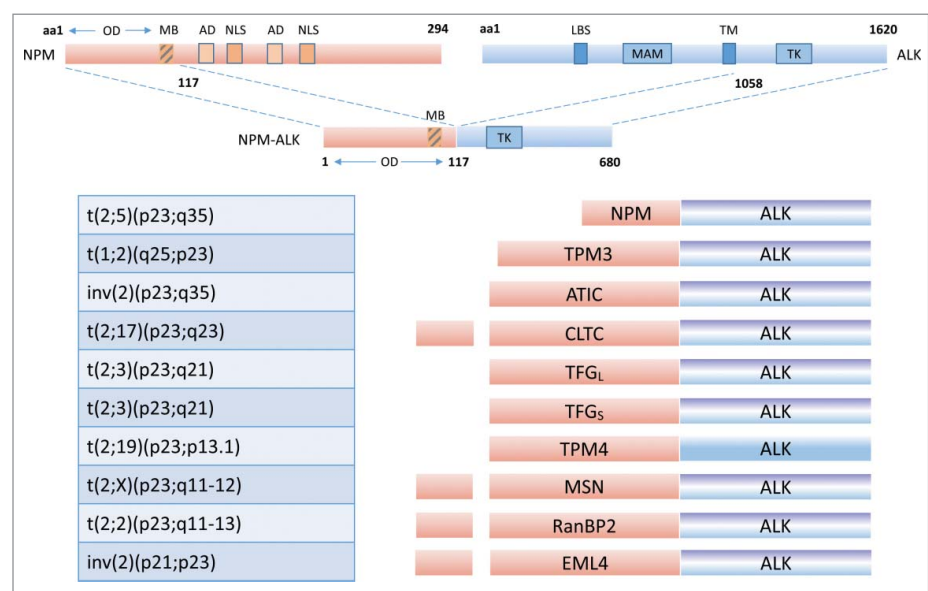 aa1 OD MB AD NLS AD NLS 294 aa1 LBS TM 1620
NPM MAM TK ALK
117 1058
MB
NPM-ALK TK
1 OD 117 680
t(2;5)(p23;q35) NPM ALK
t(1;2)(q25;p23) TPM3 ALK
inv(2)(p23;q35) ATIC ALK
t(2;17)(p23;q23) CLTC ALK
t(2;3)(p23;q21) TFGL ALK
t(2;3)(p23;q21) TFGS ALK
t(2;19)(p23;p13.1) TPM4 ALK
t(2;X)(p23;q11-12) MSN ALK
t(2;2)(p23;q11-13) RanBP2 ALK
inv(2)(p21;p23) EML4 ALK